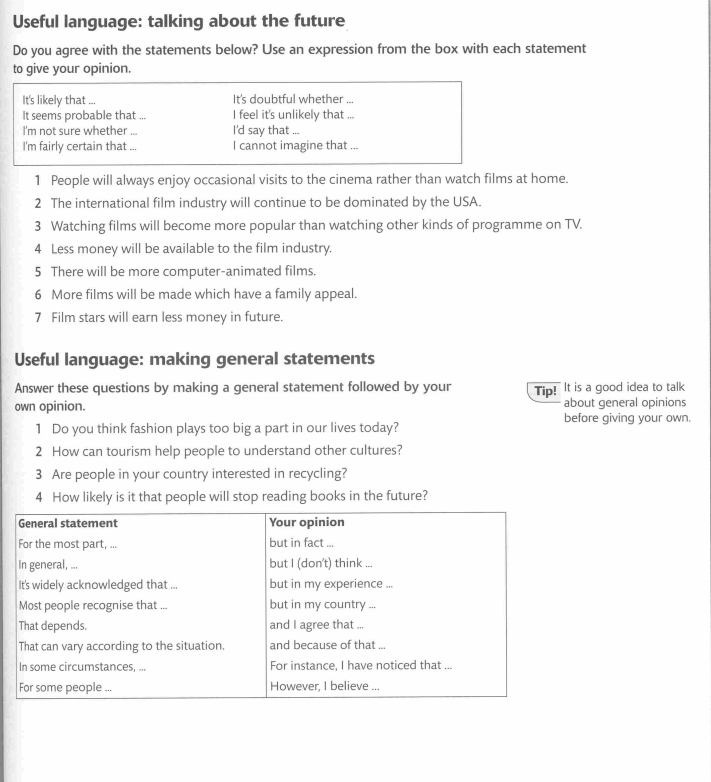 Useful language: talking about the future
Do you agree with the statements below? Use an expression from the box with each statement
to give your opinion.
It's likely that ...
It's doubtful whether ...
It seems probable that ...
I feel it's unlikely that ...
I'm not sure whether ...
I'd say that ...
I'm fairly certain that ...
I cannot imagine that ...
1 People will always enjoy occasional visits to the cinema rather than watch films at home.
2 The international film industry will continue to be dominated by the USA.
3 Watching films will become more popular than watching other kinds of programme on TV.
4 Less money will be available to the film industry.
5 There will be more computer-animated films.
6 More films will be made which have a family appeal.
7 Film stars will earn less money in future.
Useful language: making general statements
Answer these questions by making a general statement followed by your
own opinion.
Tip! It is a good idea to talk
about general opinions
before giving your own.
1 Do you think fashion plays too big a part in our lives today?
2 How can tourism help people to understand other cultures?
3 Are people in your country interested in recycling?
4 How likely is it that people will stop reading books in the future?
General statement
Your opinion
For the most part, ...
but in fact ...
In general, ...
but I (don't) think ...
It's widely acknowledged that ...
but in my experience ...
Most people recognise that ...
but in my country ...
That depends.
and I agree that ...
That can vary according to the situation.
and because of that ...
In some circumstances, ...
For instance, I have noticed that ...
For some people ...
However, I believe ...